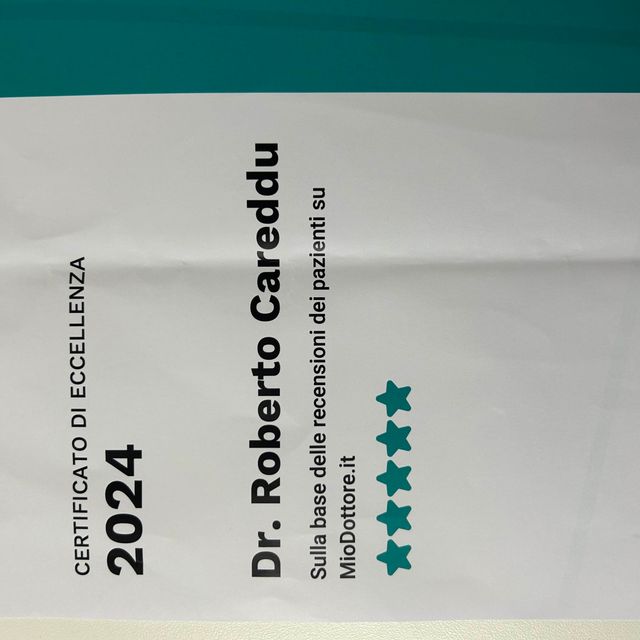 CERTIFICATO DI ECCELLENZA
2024
Dr. Roberto Careddu
Sulla base delle recensioni dei pazienti su
MioDottore.it